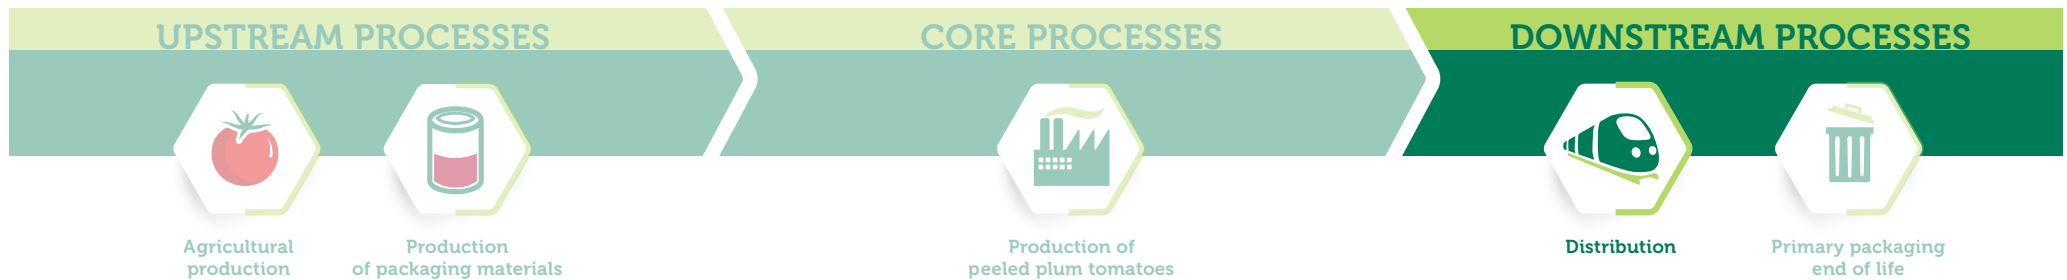 UPSTREAM PROCESSES
CORE PROCESSES
DOWNSTREAM PROCESSES
Agricultural
production
Production
of packaging materials
Production of
peeled plum tomatoes
Distribution
Primary packaging
end of life